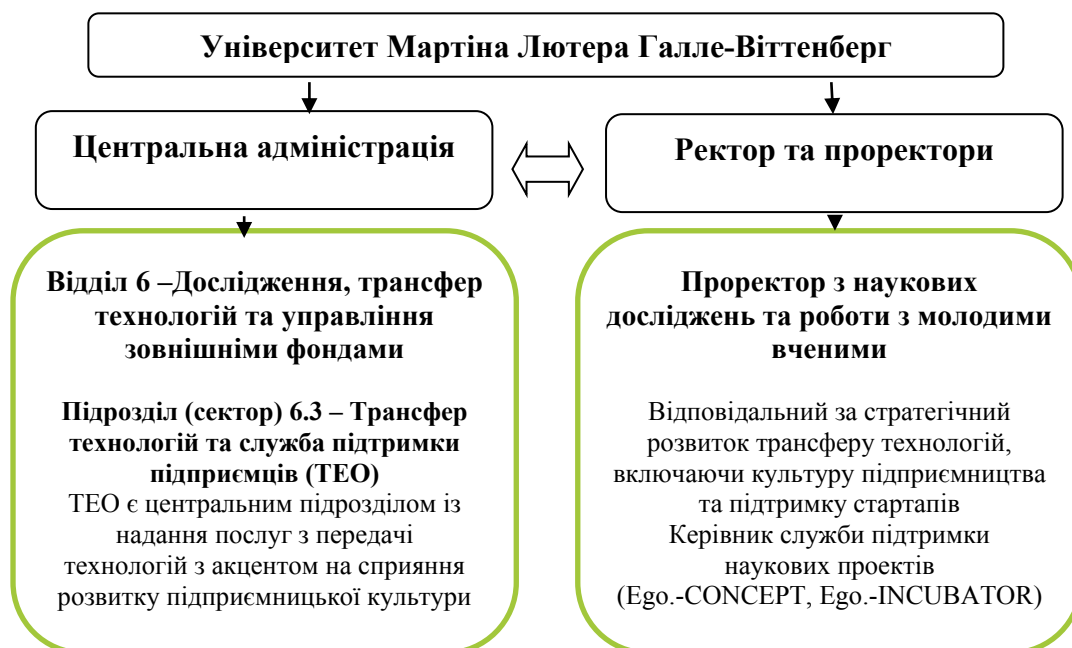 Університет Мартіна Лютера Галле-Віттенберг
Центральна адміністрація
Ректор та проректори
Відділ 6 –Дослідження, трансфер
технологій та управління
зовнішніми фондами
Підрозділ (сектор) 6.3 – Трансфер
технологій та служба підтримки
підприємців (ТЕО)
ТЕО є центральним підрозділом із
надання послуг з передачі
технологій з акцентом на сприяння
розвитку підприємницької культури
Проректор з наукових
досліджень та роботи з молодими
вченими
Відповідальний за стратегічний
розвиток трансферу технологій,
включаючи культуру підприємництва
та підтримку стартапів
Керівник служби підтримки
наукових проектів
(Ego.-CONCEPT, Ego.-INCUBATOR)